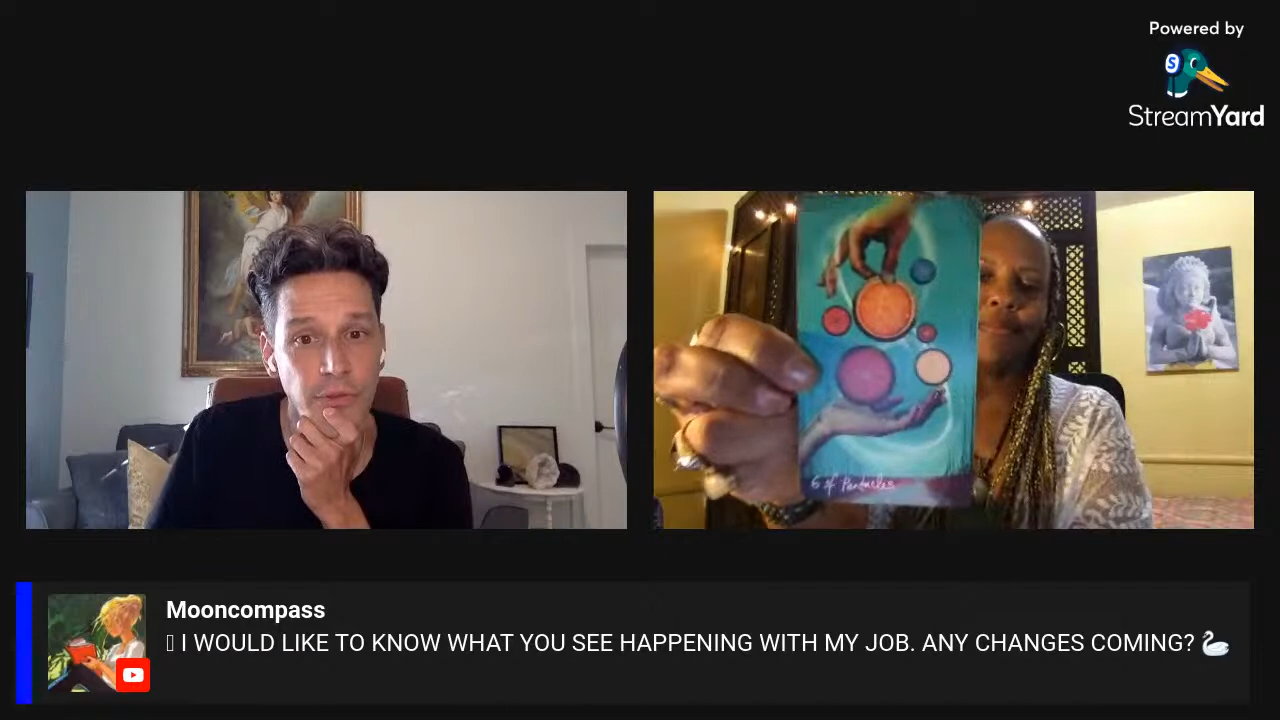 Powered by
StreamYard
6 of Pentacles
Mooncompass
I WOULD LIKE TO KNOW WHAT YOU SEE HAPPENING WITH MY JOB. ANY CHANGES COMING? 🦢